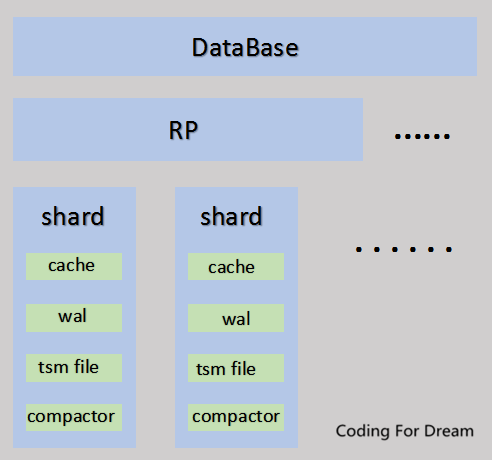 DataBase
RP ......
shard shard ......
cache cache
wal wal
tsm file tsm file
compactor compactor
Coding For Dream